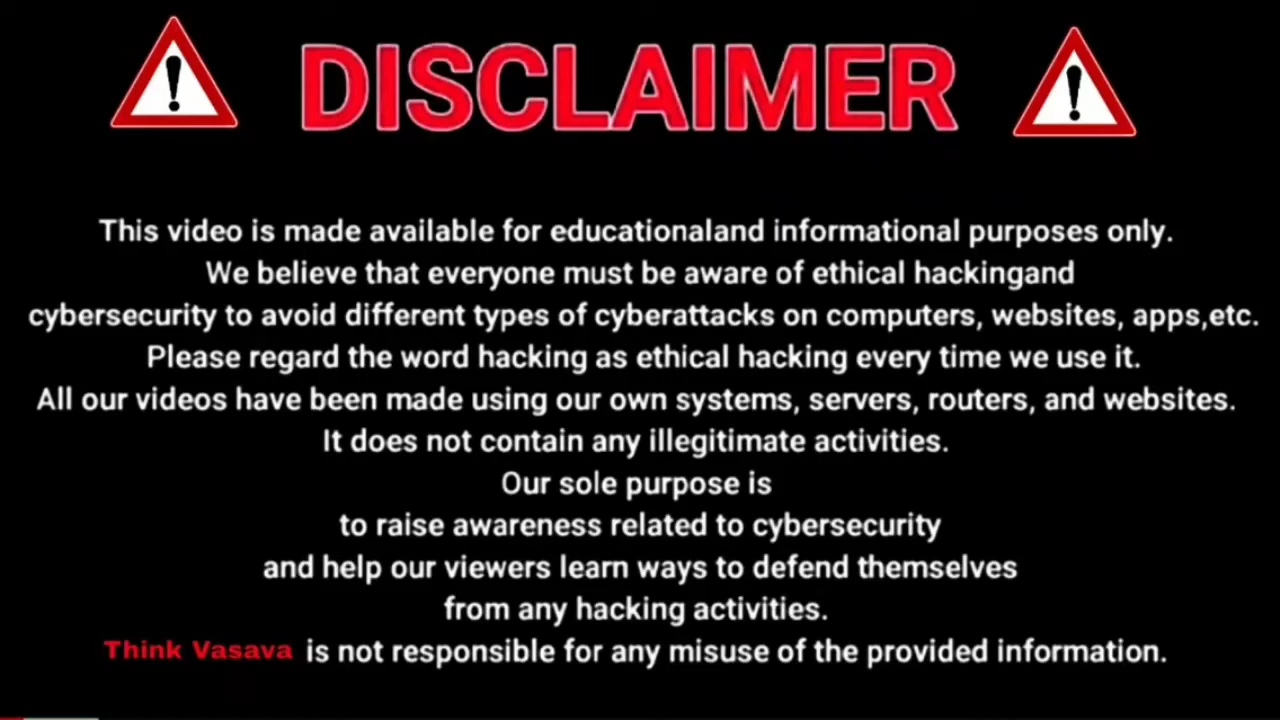 DISCLAIMER
This video is made available for educationaland informational purposes only.
We believe that everyone must be aware of ethical hackingand
cybersecurity to avoid different types of cyberattacks on computers, websites, apps,etc.
Please regard the word hacking as ethical hacking every time we use it.
All our videos have been made using our own systems, servers, routers, and websites.
It does not contain any illegitimate activities.
Our sole purpose is
to raise awareness related to cybersecurity
and help our viewers learn ways to defend themselves
from any hacking activities.
Think Vasava is not responsible for any misuse of the provided information.